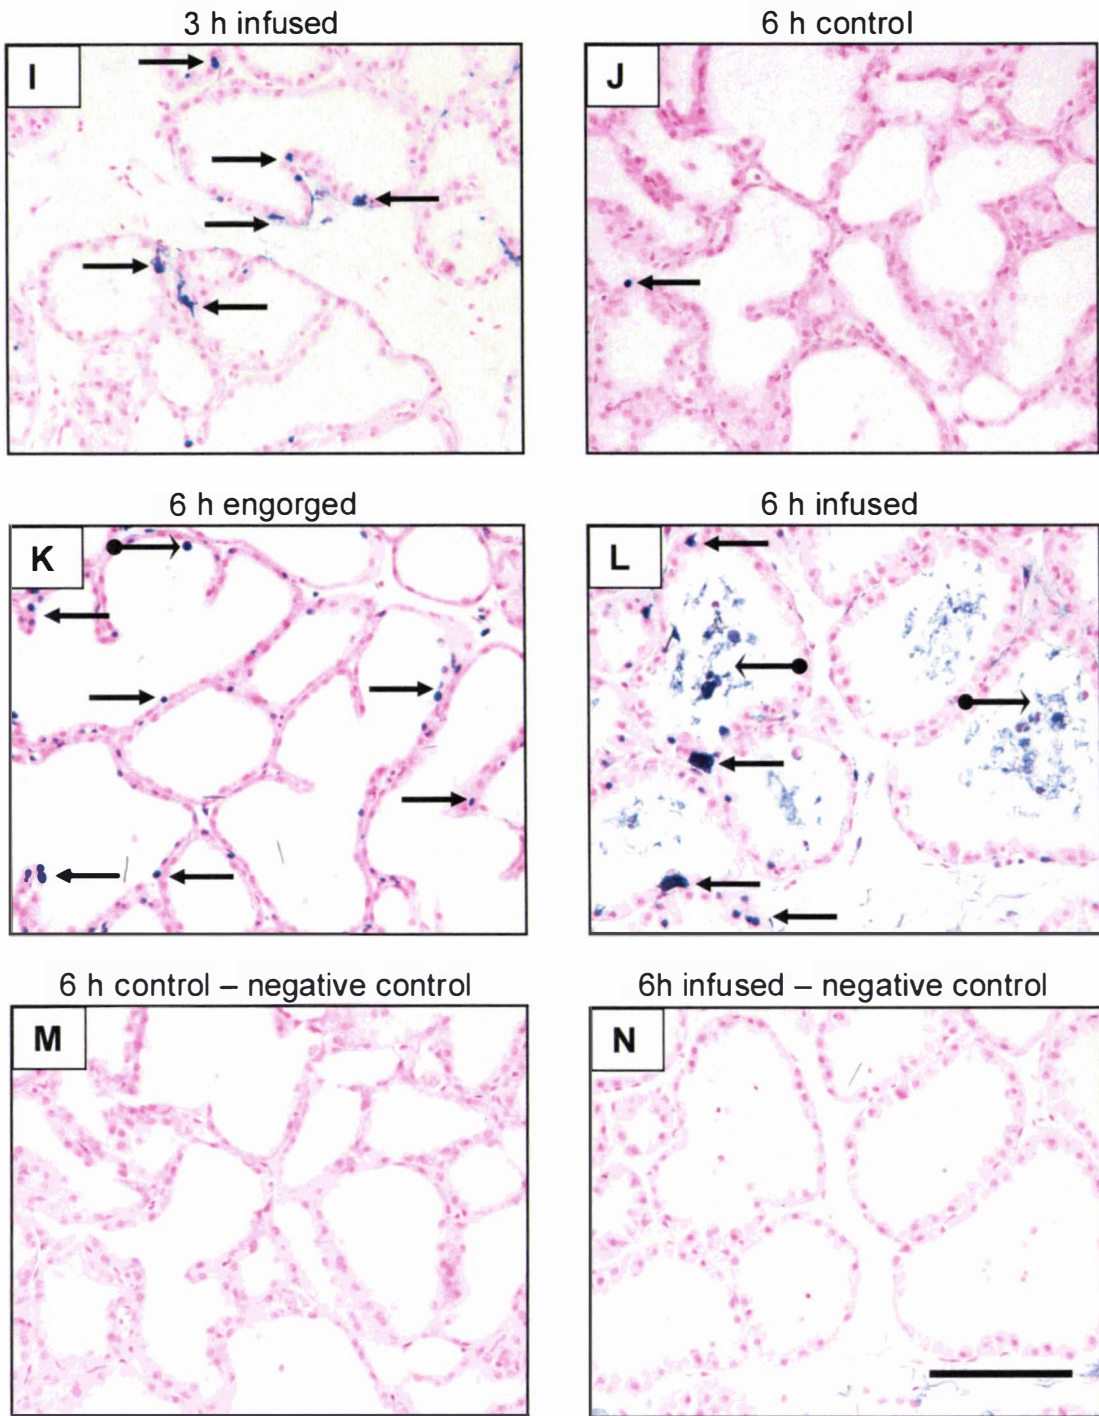 3 h infused
6 h control
I
J
6 h engorged
6 h infused
K
L
6 h control – negative control
6h infused – negative control
M
N